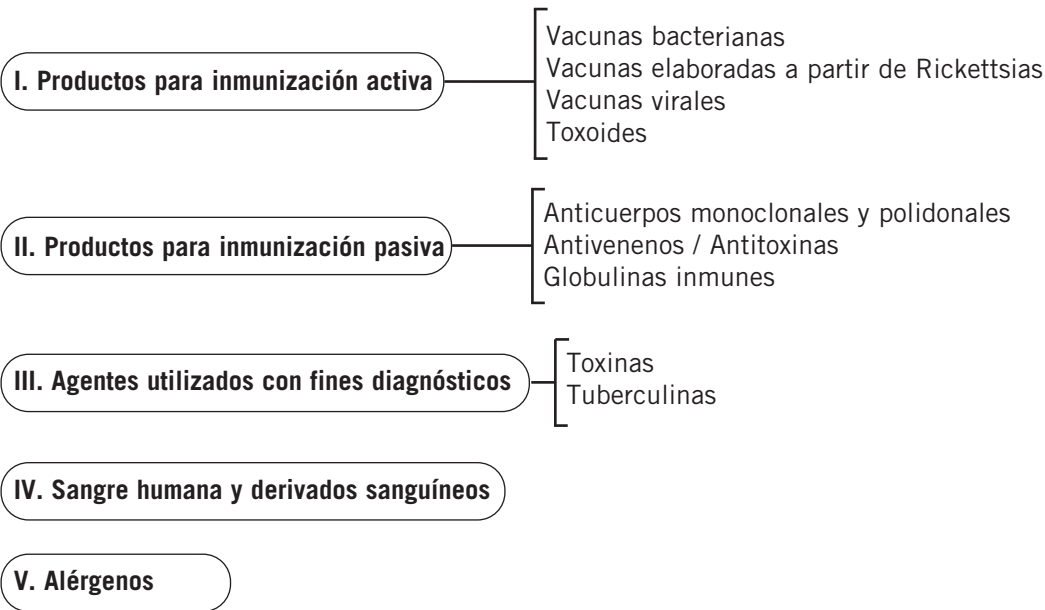 I. Productos para inmunización activa
Vacunas bacterianas
Vacunas elaboradas a partir de Rickettsias
Vacunas virales
Toxoides
II. Productos para inmunización pasiva
Anticuerpos monoclonales y polidonales
Antivenenos / Antitoxinas
Globulinas inmunes
III. Agentes utilizados con fines diagnósticos
Toxinas
Tuberculinas
IV. Sangre humana y derivados sanguíneos
V. Alérgenos